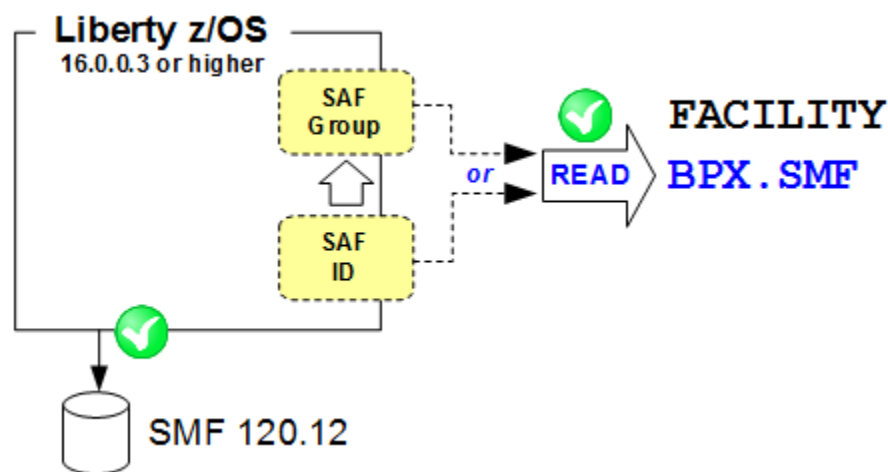 Liberty z/OS
16.0.0.3 or higher
SAF
Group
FACILITY
or
READ
BPX.SMF
SAF
ID
SMF 120.12